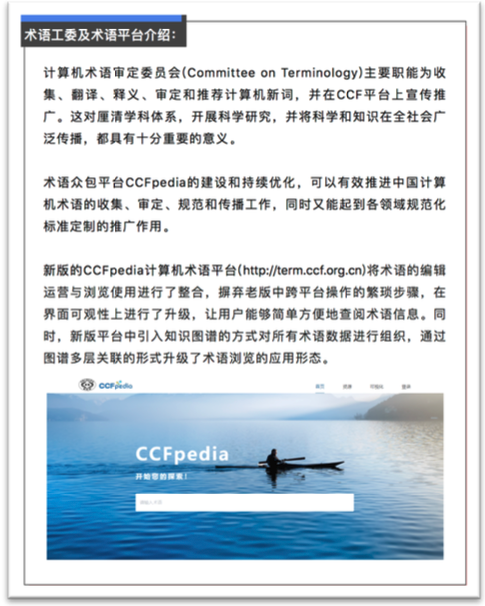 术语工委及术语平台介绍：
计算机术语审定委员会(Committee on Terminology)主要职能为收
集、翻译、释义、审定和推荐计算机新词，并在CCF平台上宣传推
广。这对厘清学科体系，开展科学研究，并将科学和知识在全社会广
泛传播，都具有十分重要的意义。
术语众包平台CCFpedia的建设和持续优化，可以有效推进中国计算
机术语的收集、审定、规范和传播工作，同时又能起到各领域规范化
标准定制的推广作用。
新版的CCFpedia计算机术语平台(http://term.ccf.org.cn)将术语的编辑
运营与浏览使用进行了整合，摒弃老版中跨平台操作的繁琐步骤，在
界面可观性上进行了升级，让用户能够简单方便地查阅术语信息。同
时，新版平台中引入知识图谱的方式对所有术语数据进行组织，通过
图谱多层关联的形式升级了术语浏览的应用形态。
CCFpedia
首页 登录
CCFpedia
开始您的探索！